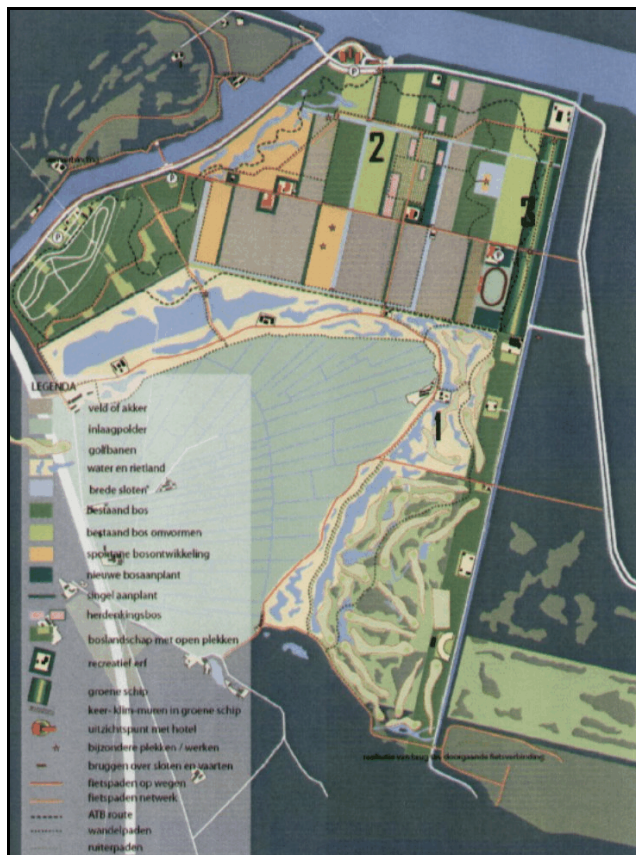 2
3
1
LEGENDA
veld of akker
inlaagpolder
golfbanen
water en rietland
brede sloten
bestaand bos
bestaand bos omvormen
spontane bosontwikkeling
nieuwe bosaanplant
singel aanplant
herdenkingsbos
boslandschap met open plekken
recreatief erf
groene schip
keer- klim-muren in groene schip
uitzichtspunt met hotel
bijzondere plekken / werken
bruggen over sloten en vaarten
fietspaden op wegen
fietspaden netwerk
ATB route
wandelpaden
ruiterpaden
P
P
P
P
doorgaande fietsverbinding